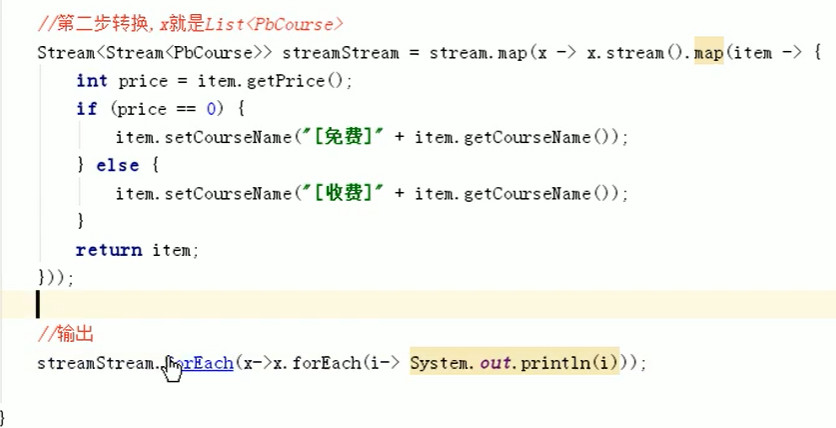 //第二步转换,x就是List<PbCourse>
Stream<Stream<PbCourse>> streamStream = stream.map(x -> x.stream().map(item -> {
int price = item.getPrice();
if (price == 0) {
item.setCourseName("[免费]" + item.getCourseName());
} else {
item.setCourseName("[收费]" + item.getCourseName());
}
return item;
}));
//输出
streamStream.forEach(x->x.forEach(i-> System.out.println(i)));
}